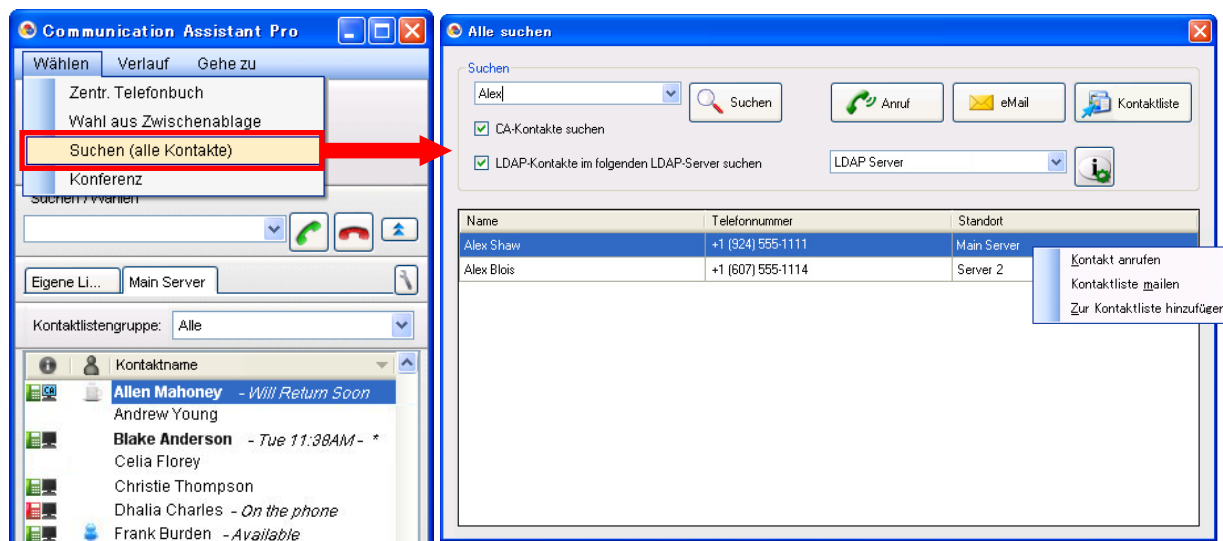 Communication Assistant Pro
Wählen Verlauf Gehe zu
Zentr. Telefonbuch
Wahl aus Zwischenablage
Suchen (alle Kontakte)
Konferenz
Suchen / Wählen
Eigene Li... Main Server
Kontaktlistengruppe: Alle
Kontaktname
CA Allen Mahoney - Will Return Soon
Andrew Young
Blake Anderson - Tue 11:38AM - *
Celia Florey
Christie Thompson
Dhalia Charles - On the phone
Frank Burden - Available
Alle suchen
Suchen
Alex Suchen Anruf eMail Kontaktliste
CA-Kontakte suchen
LDAP-Kontakte im folgenden LDAP-Server suchen LDAP Server
Name Telefonnummer Standort
Alex Shaw +1 (924) 555-1111 Main Server
Alex Blois +1 (607) 555-1114 Server 2
Kontakt anrufen
Kontaktliste mailen
Zur Kontaktliste hinzufügen